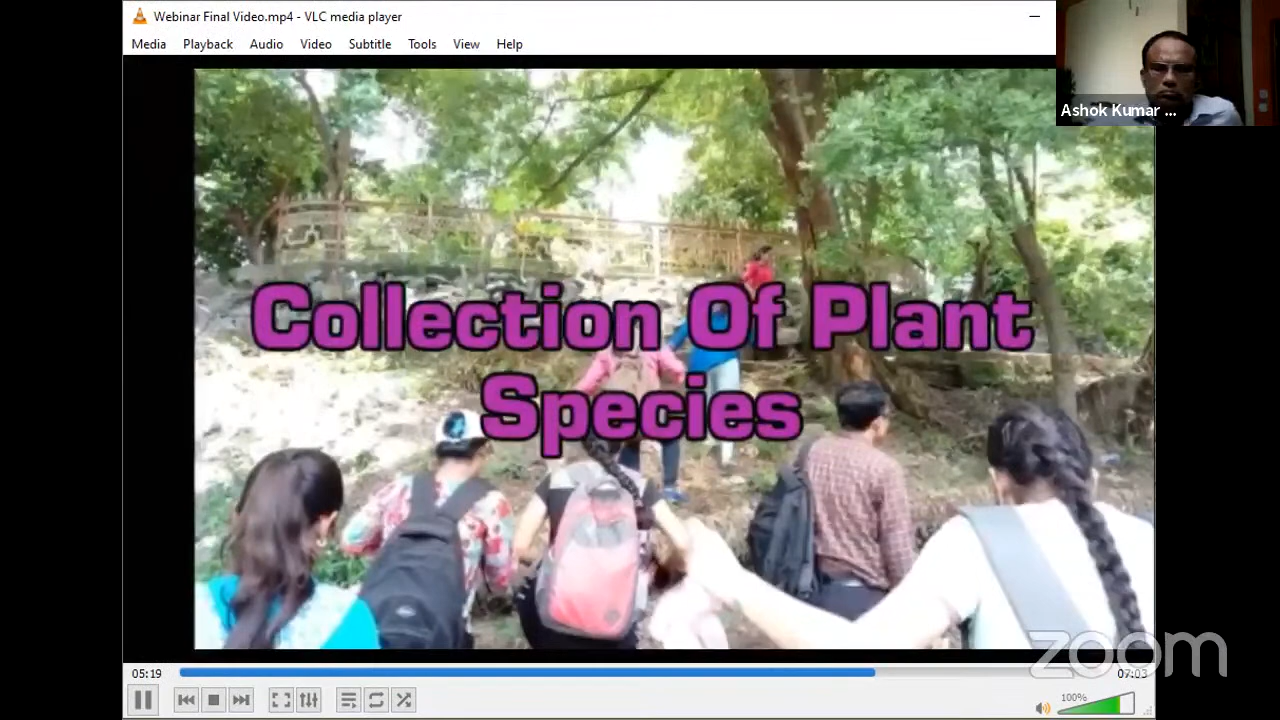 Webinar Final Video.mp4 - VLC media player
Media Playback Audio Video Subtitle Tools View Help
Ashok Kumar ...
Collection Of Plant
Species
zoom
05:19
07:03
100%